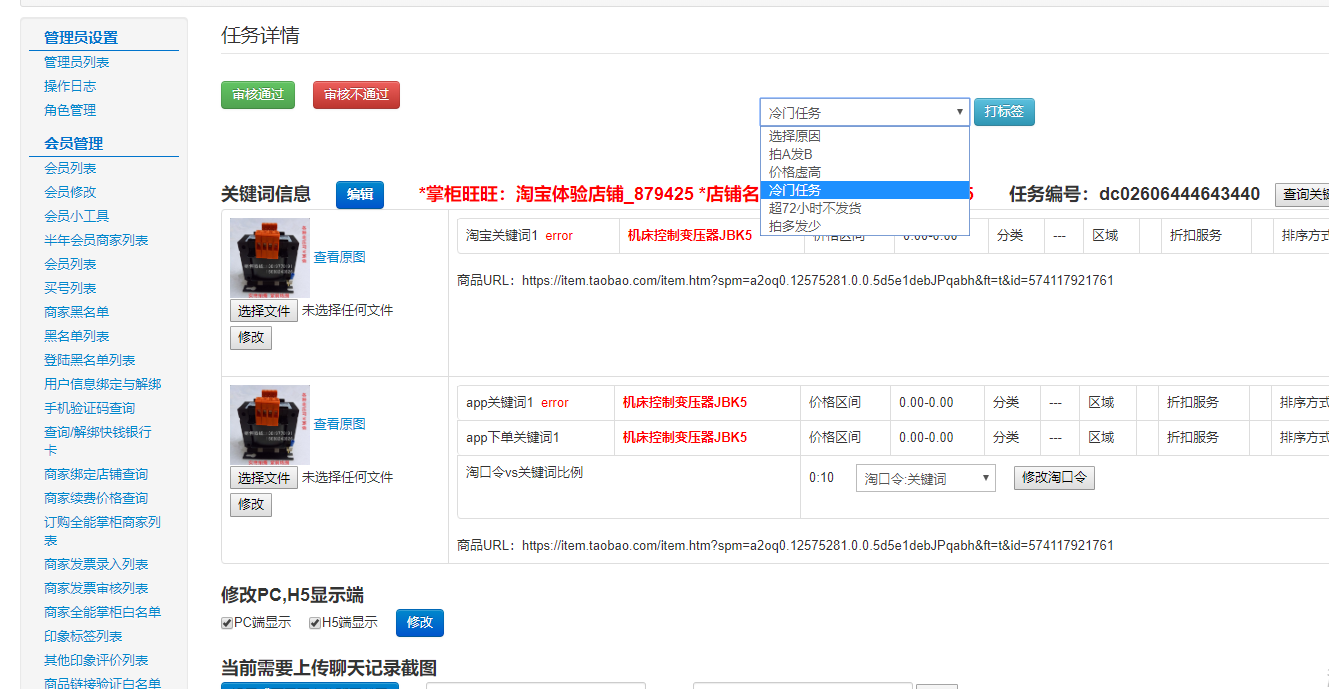 管理员设置
管理员列表
操作日志
角色管理
会员管理
会员列表
会员修改
会员小工具
半年会员商家列表
会员列表
买号列表
商家黑名单
黑名单列表
登陆黑名单列表
用户信息绑定与解绑
手机验证码查询
查询/解绑快钱银行
卡
商家绑定店铺查询
商家续费价格查询
订购全能掌柜商家列
表
商家发票录入列表
商家发票审核列表
商家全能掌柜白名单
印象标签列表
其他印象评价列表
商品链接验证白名单
任务详情
审核通过 审核不通过
冷门任务 打标签
选择原因
拍A发B
价格虚高
冷门任务
超72小时不发货
拍多发少
关键词信息 编辑 *掌柜旺旺：淘宝体验店铺_879425 *店铺名 5 任务编号：dc02606444643440 查询关键
查看原图
选择文件 未选择任何文件
修改
淘宝关键词1 error 机床控制变压器JBK5 价格区间 0.00-0.00 分类 --- 区域 折扣服务 排序方式
商品URL：https://item.taobao.com/item.htm?spm=a2oq0.12575281.0.0.5d5e1debJPqabh&ft=t&id=574117921761
查看原图
选择文件 未选择任何文件
修改
app关键词1 error 机床控制变压器JBK5 价格区间 0.00-0.00 分类 --- 区域 折扣服务 排序方式
app下单关键词1 机床控制变压器JBK5 价格区间 0.00-0.00 分类 --- 区域 折扣服务 排序方式
淘口令vs关键词比例 0:10 淘口令:关键词 修改淘口令
商品URL：https://item.taobao.com/item.htm?spm=a2oq0.12575281.0.0.5d5e1debJPqabh&ft=t&id=574117921761
修改PC,H5显示端
PC端显示 H5端显示 修改
当前需要上传聊天记录截图